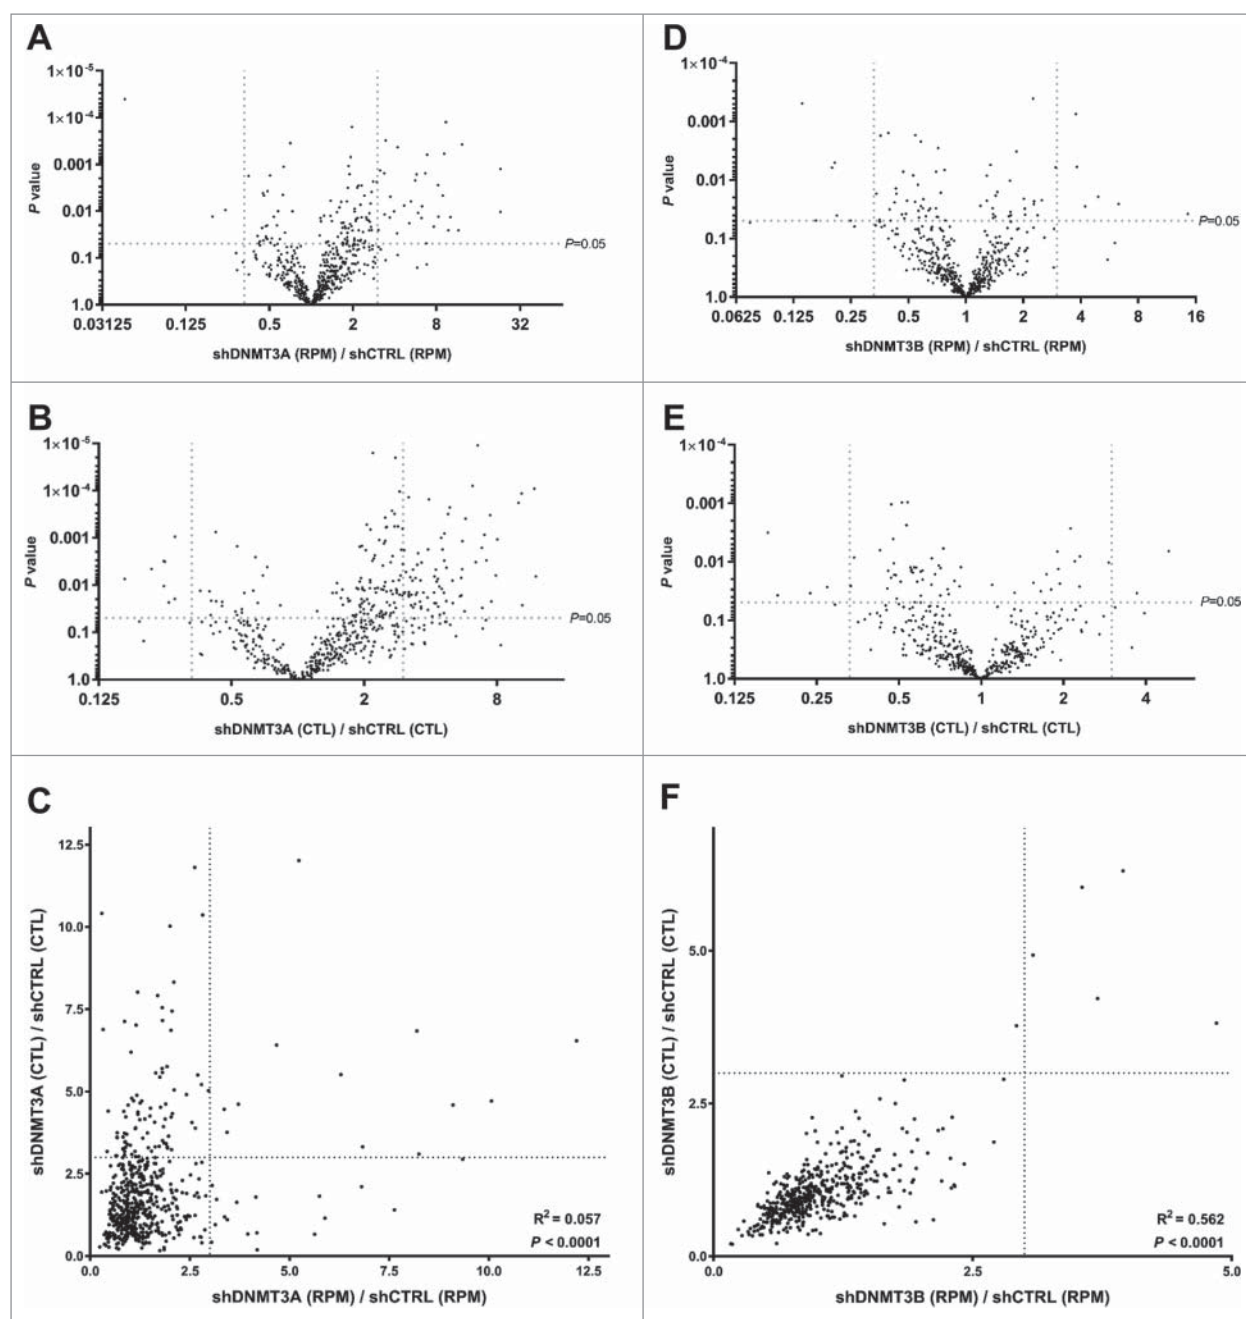 A
1×10-5
1×10-4
0.001
0.01
0.1
1.0
P value
P=0.05
0.03125 0.125 0.5 2 8 32
shDNMT3A (RPM) / shCTRL (RPM)
D
1×10-4
0.001
0.01
0.1
1.0
P value
P=0.05
0.0625 0.125 0.25 0.5 1 2 4 8 16
shDNMT3B (RPM) / shCTRL (RPM)
B
1×10-5
1×10-4
0.001
0.01
0.1
1.0
P value
P=0.05
0.125 0.5 2 8
shDNMT3A (CTL) / shCTRL (CTL)
E
1×10-4
0.001
0.01
0.1
1.0
P value
P=0.05
0.125 0.25 0.5 1 2 4
shDNMT3B (CTL) / shCTRL (CTL)
C
12.5
10.0
7.5
5.0
2.5
0.0
shDNMT3A (CTL) / shCTRL (CTL)
R2 = 0.057
P < 0.0001
0.0 2.5 5.0 7.5 10.0 12.5
shDNMT3A (RPM) / shCTRL (RPM)
F
5.0
2.5
0.0
shDNMT3B (CTL) / shCTRL (CTL)
R2 = 0.562
P < 0.0001
0.0 2.5 5.0
shDNMT3B (RPM) / shCTRL (RPM)